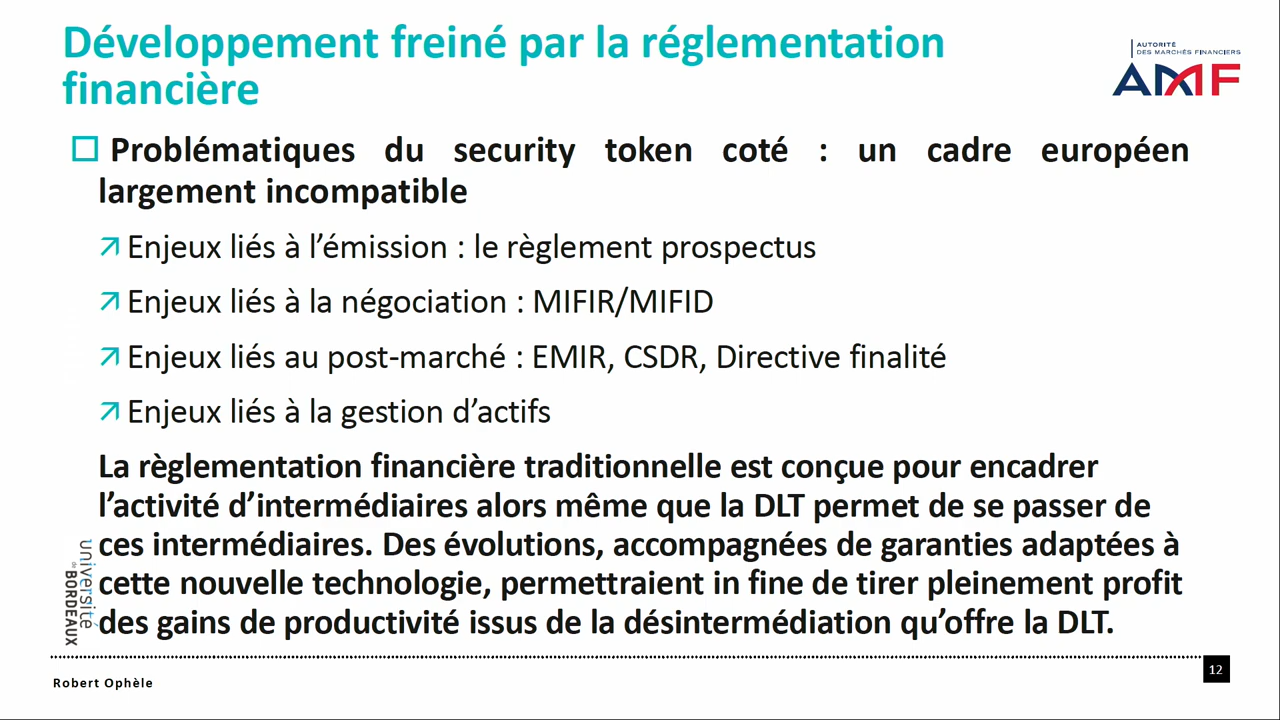 Développement freiné par la réglementation
financière
AUTORITÉ
DES MARCHÉS FINANCIERS
AMF
Problématiques du security token coté : un cadre européen
largement incompatible
Enjeux liés à l’émission : le règlement prospectus
Enjeux liés à la négociation : MIFIR/MIFID
Enjeux liés au post-marché : EMIR, CSDR, Directive finalité
Enjeux liés à la gestion d’actifs
La règlementation financière traditionnelle est conçue pour encadrer
l’activité d’intermédiaires alors même que la DLT permet de se passer de
ces intermédiaires. Des évolutions, accompagnées de garanties adaptées à
cette nouvelle technologie, permettraient in fine de tirer pleinement profit
des gains de productivité issus de la désintermédiation qu’offre la DLT.
université
de BORDEAUX
Robert Ophèle
12